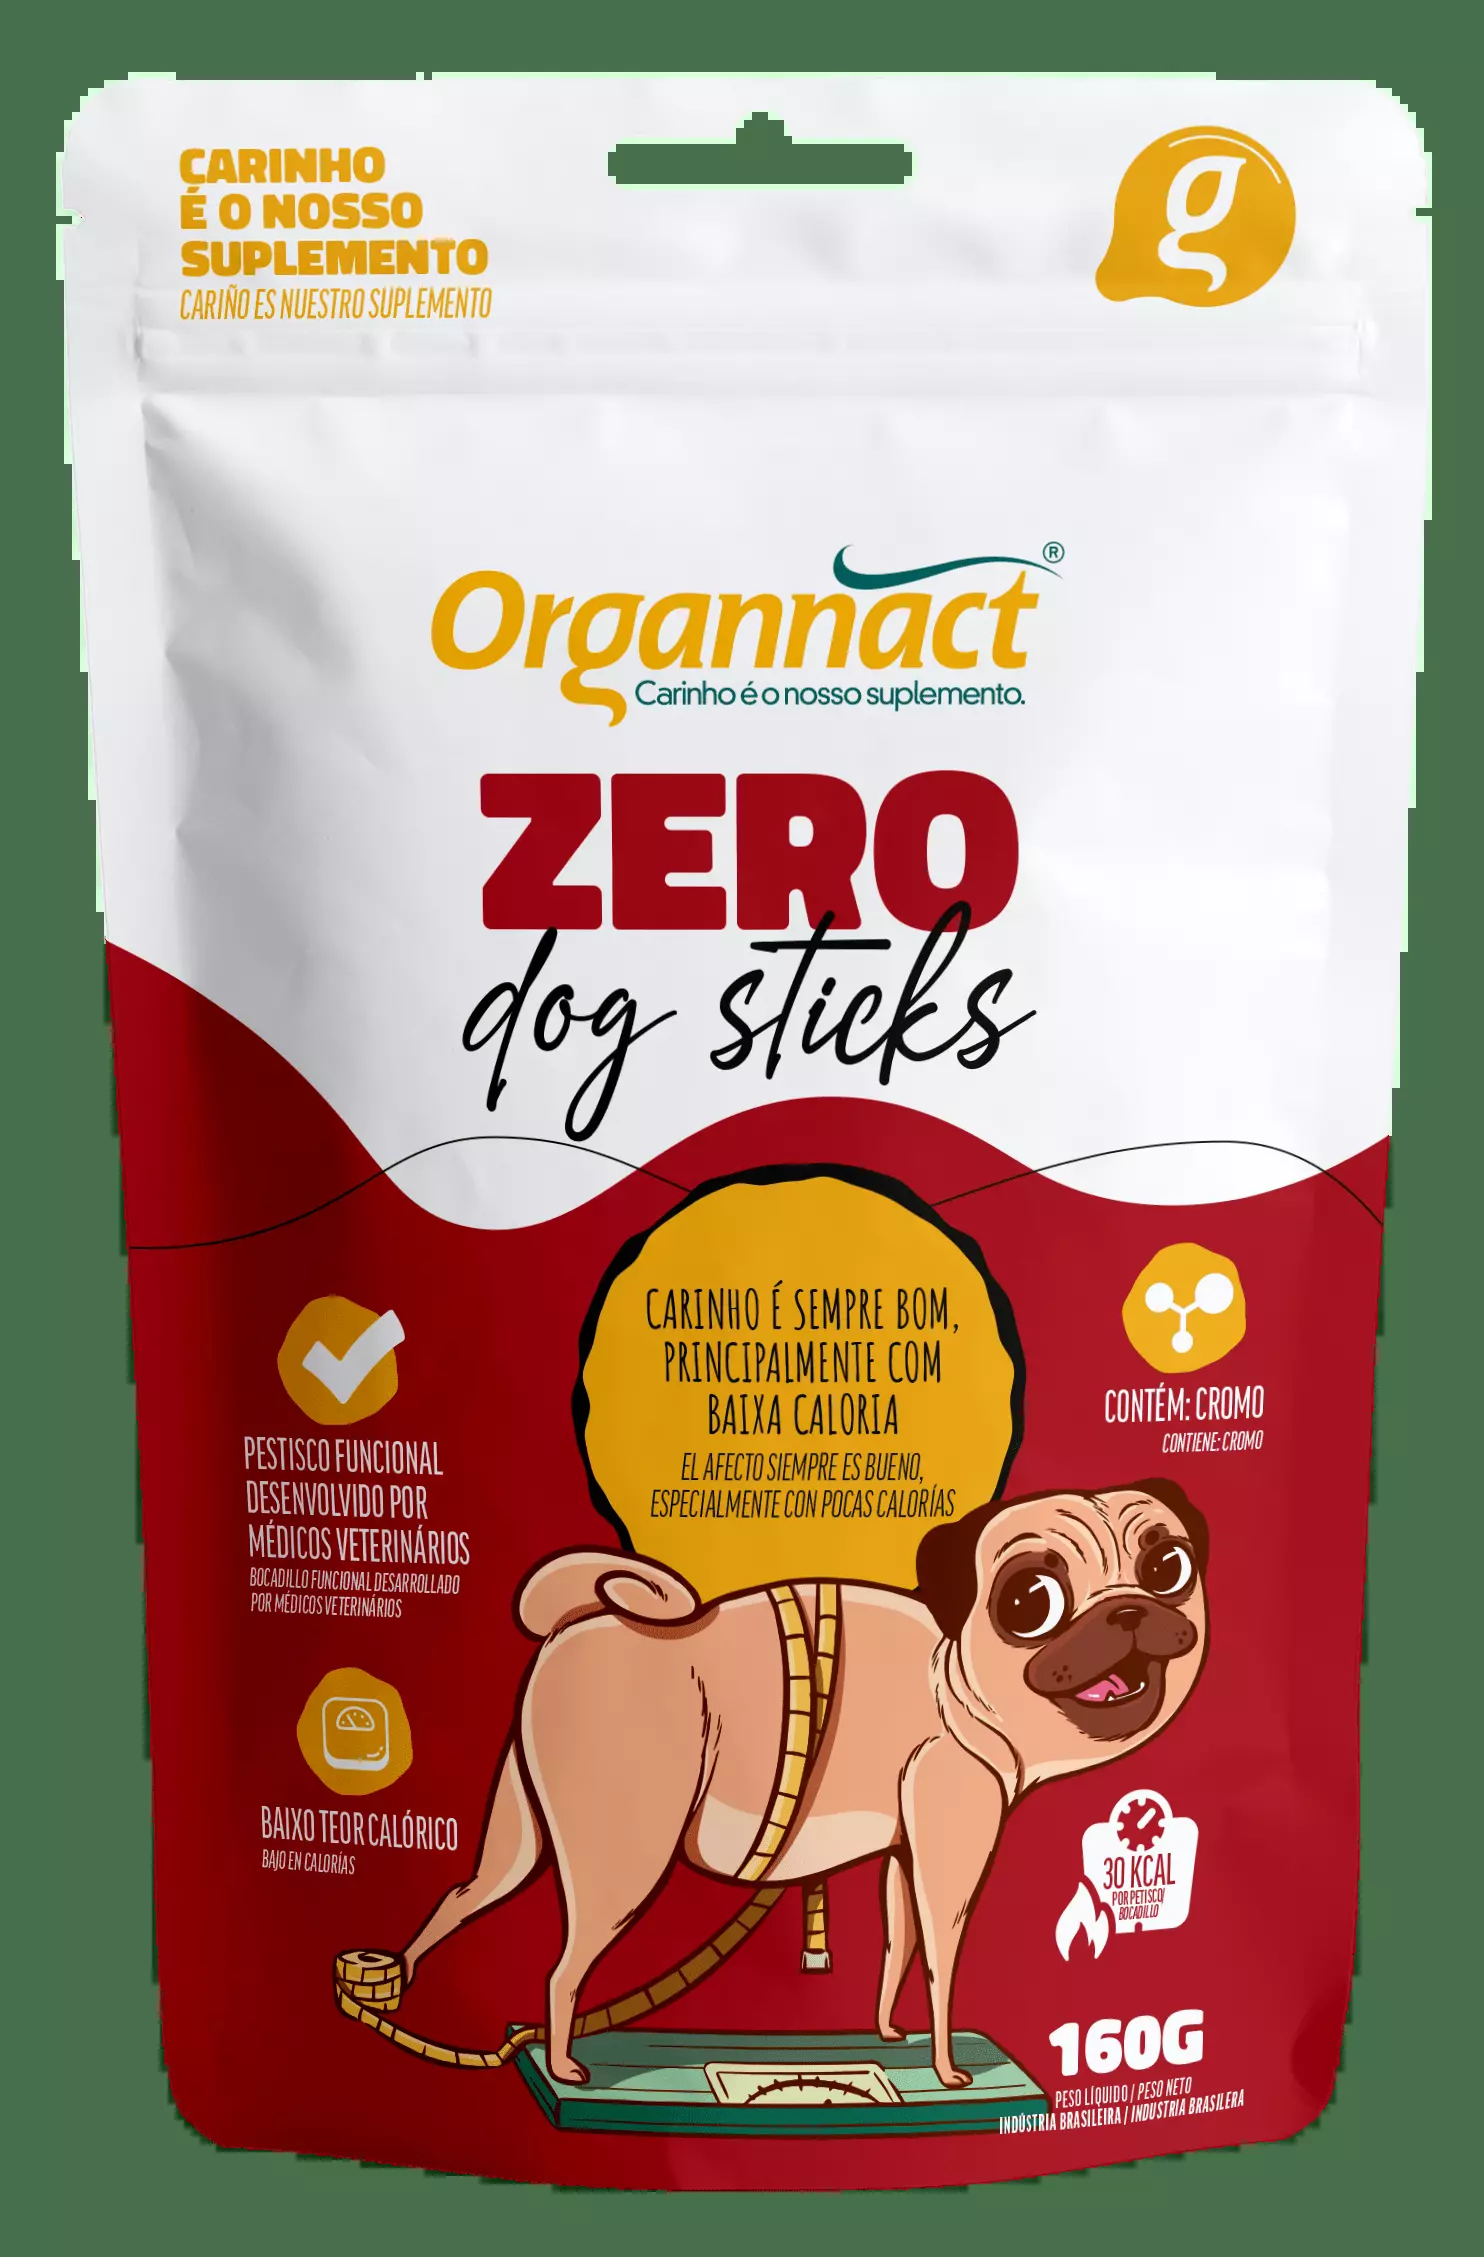 CARINHO
É O NOSSO
SUPLEMENTO
CARIÑO ES NUESTRO SUPLEMENTO
g
Organnact®
Carinho é o nosso suplemento.
ZERO
dog sticks
CARINHO É SEMPRE BOM,
PRINCIPALMENTE COM
BAIXA CALORIA
EL AFECTO SIEMPRE ES BUENO,
ESPECIALMENTE CON POCAS CALORÍAS
CONTÉM: CROMO
CONTIENE: CROMO
PESTISCO FUNCIONAL
DESENVOLVIDO POR
MÉDICOS VETERINÁRIOS
BOCADILLO FUNCIONAL DESARROLLADO
POR MÉDICOS VETERINÁRIOS
BAIXO TEOR CALÓRICO
BAJO EN CALORÍAS
30 KCAL
POR PETISCO/
BOCADILLO
160G
PESO LÍQUIDO / PESO NETO
INDÚSTRIA BRASILEIRA / INDUSTRIA BRASILERA